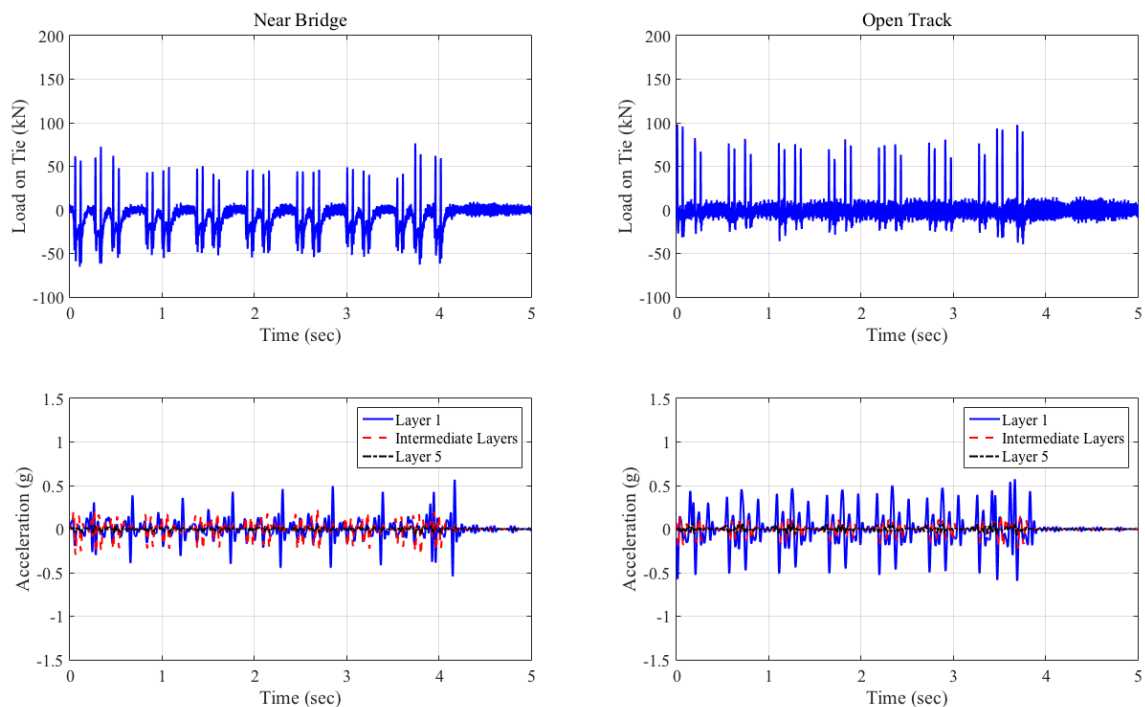 Near Bridge
200
150
100
50
0
-50
-100
Load on Tie (kN)
0 1 2 3 4 5
Time (sec)
Open Track
200
150
100
50
0
-50
-100
Load on Tie (kN)
0 1 2 3 4 5
Time (sec)
1.5
1
0.5
0
-0.5
-1
-1.5
Acceleration (g)
Layer 1
Intermediate Layers
Layer 5
0 1 2 3 4 5
Time (sec)
1.5
1
0.5
0
-0.5
-1
-1.5
Acceleration (g)
Layer 1
Intermediate Layers
Layer 5
0 1 2 3 4 5
Time (sec)